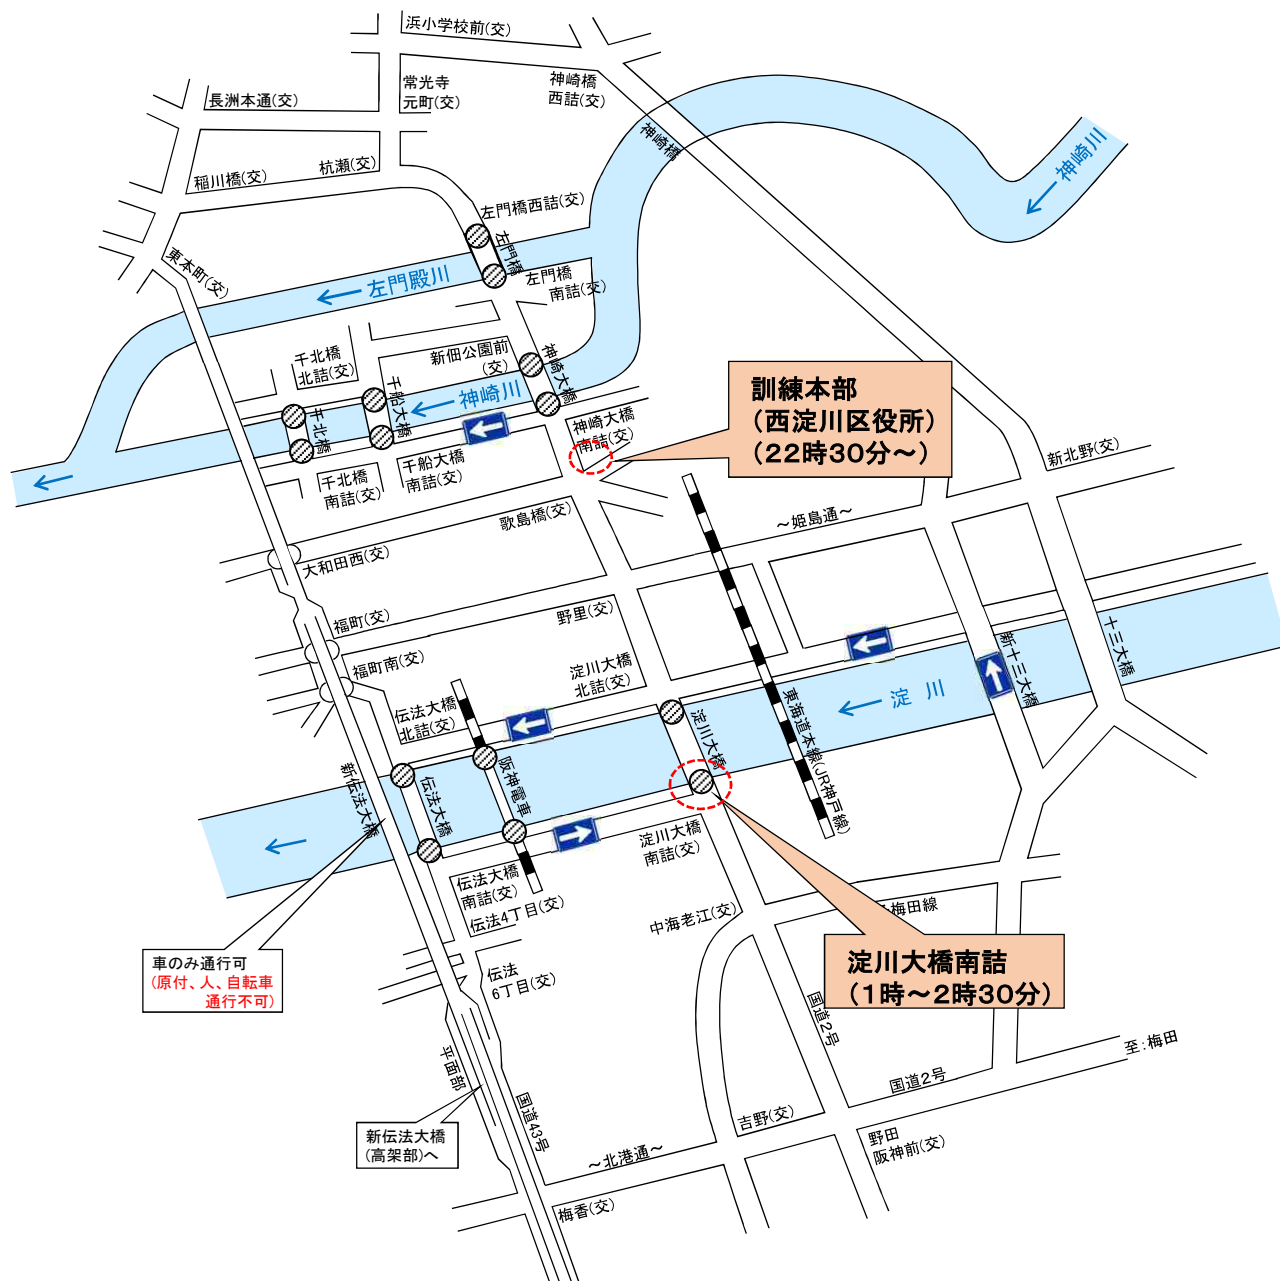 浜小学校前(交)
常光寺
元町(交)
神崎橋
西詰(交)
長洲本通(交)
神崎橋
神崎川
杭瀬(交)
稲川橋(交)
左門橋西詰(交)
左門橋
東本町(交)
左門殿川
左門橋
南詰(交)
千北橋
北詰(交)
新佃公園前
(交)
神崎大橋
千船大橋
神崎川
千北橋
神崎大橋
南詰(交)
訓練本部
(西淀川区役所)
(22時30分～)
千船大橋
南詰(交)
千北橋
南詰(交)
新北野(交)
歌島橋(交)
～姫島通～
大和田西(交)
福町(交)
野里(交)
福町南(交)
淀川大橋
北詰(交)
新十三大橋
十三大橋
伝法大橋
北詰(交)
淀川大橋
東海道本線(JR神戸線)
淀川
新伝法大橋
伝法大橋
阪神電車
淀川大橋
南詰(交)
伝法大橋
南詰(交)
伝法4丁目(交)
中海老江(交)
梅田線
車のみ通行可
(原付、人、自転車
通行不可)
淀川大橋南詰
(1時～2時30分)
伝法
6丁目(交)
国道2号
平面部
国道43号
国道2号
至:梅田
新伝法大橋
(高架部)へ
吉野(交)
野田
阪神前(交)
～北港通～
梅香(交)